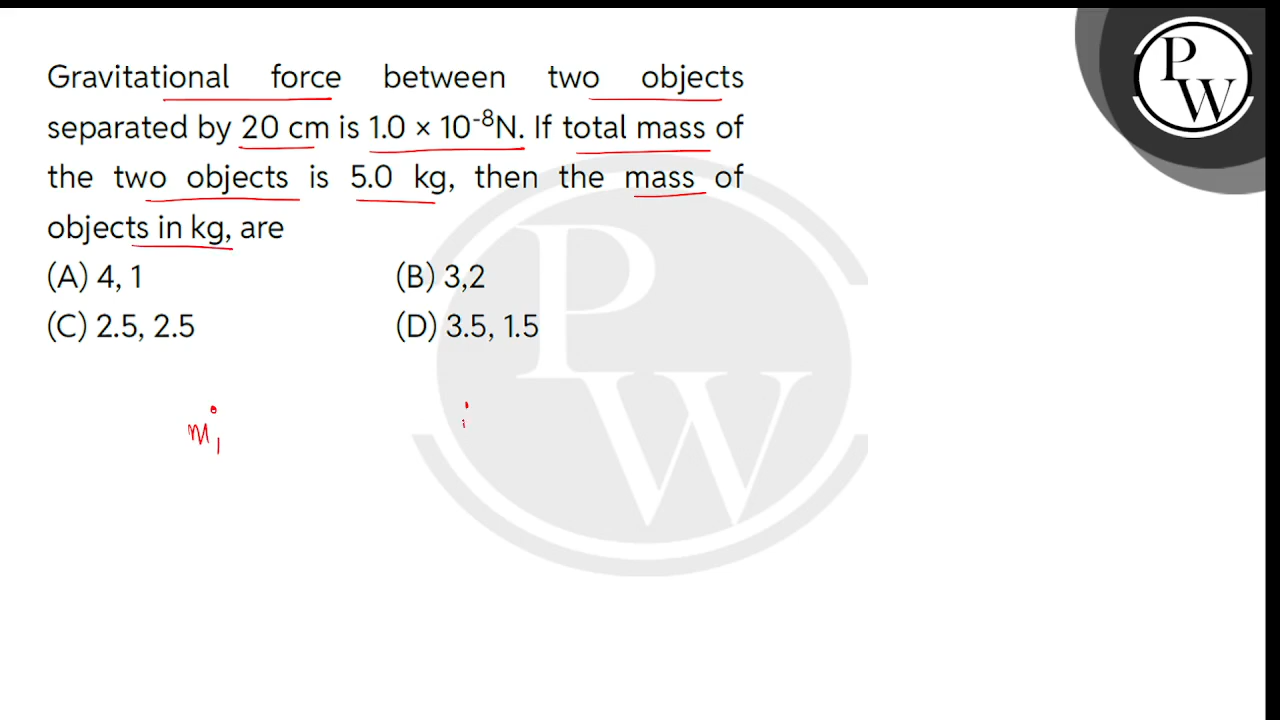 Gravitational force between two objects
separated by 20 cm is 1.0 × 10⁻⁸N. If total mass of
the two objects is 5.0 kg, then the mass of
objects in kg, are
(A) 4, 1 (B) 3,2
(C) 2.5, 2.5 (D) 3.5, 1.5
m₁
P
W
P
W